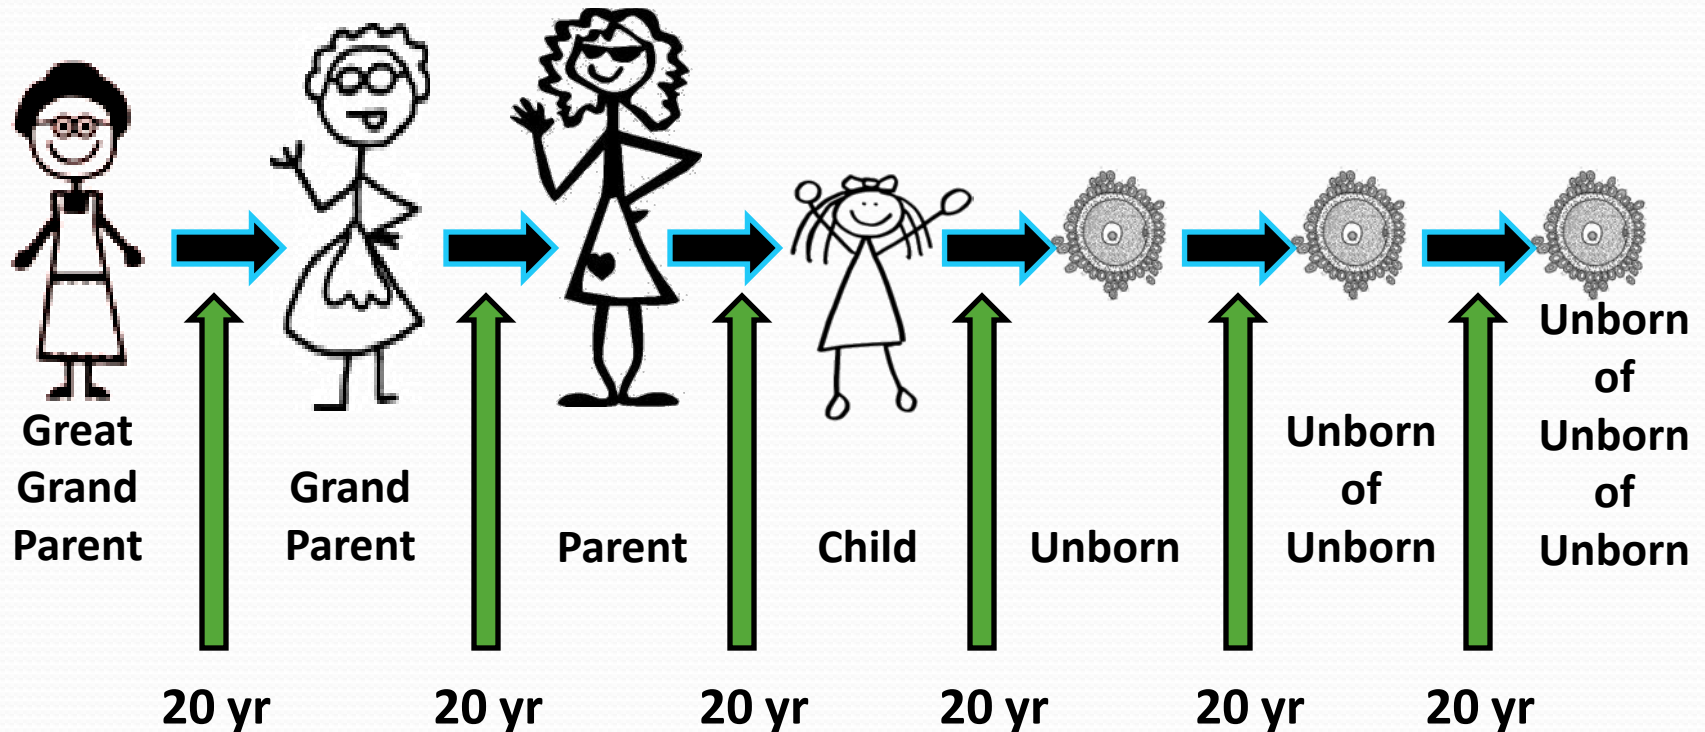 Great
Grand
Parent
Grand
Parent
Parent
Child
Unborn
Unborn
of
Unborn
Unborn
of
Unborn
of
Unborn
20 yr
20 yr
20 yr
20 yr
20 yr
20 yr